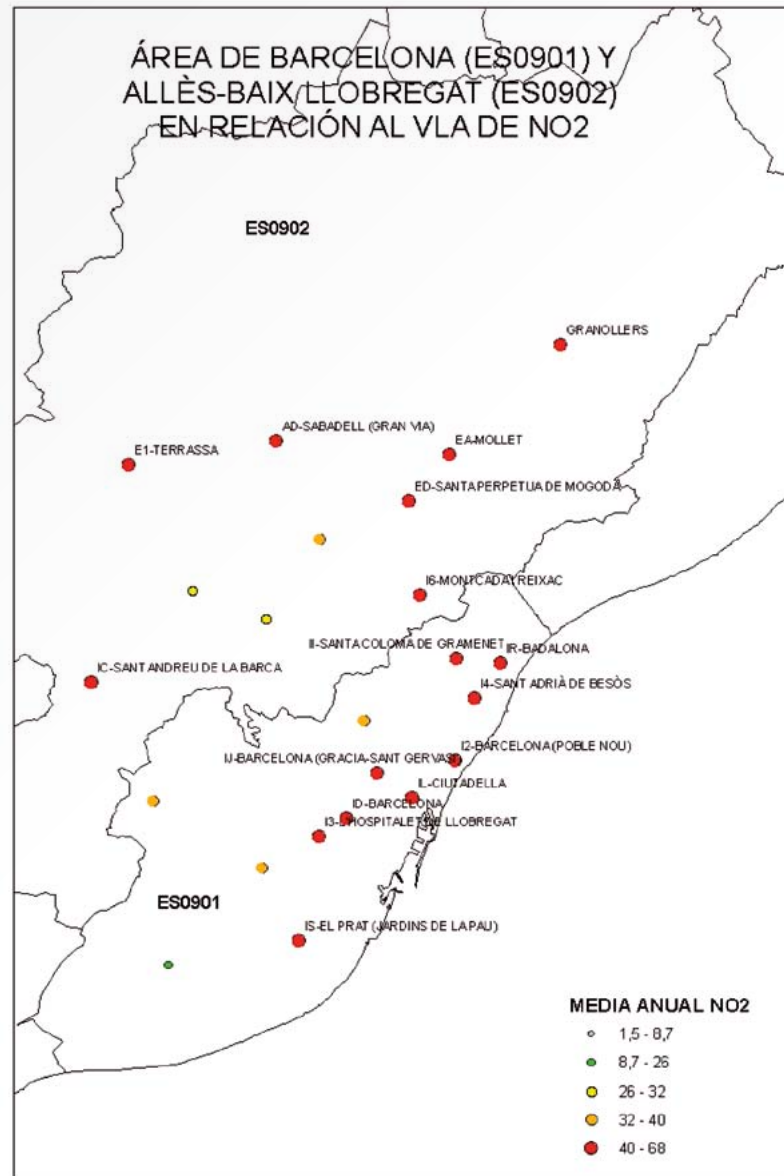 ÁREA DE BARCELONA (ES0901) Y
ALLÈS-BAIX LLOBREGAT (ES0902)
EN RELACIÓN AL VLA DE NO2
ES0902
GRANOLLERS
AD-SABADELL (GRAN VIA)
EA-MOLLET
E1-TERRASSA
ED-SANTA PERPETUA DE MOGODA
I6-MONTCADA I REIXAC
II-SANTA COLOMA DE GRAMENET
IR-BADALONA
IC-SANT ANDREU DE LA BARCA
I4-SANT ADRIÀ DE BESÒS
I2-BARCELONA (POBLE NOU)
IJ-BARCELONA (GRACIA-SANT GERVASI)
IL-CIUTADELLA
ID-BARCELONA
I3-L'HOSPITALET DE LLOBREGAT
ES0901
IS-EL PRAT (JARDINS DE LA PAU)
MEDIA ANUAL NO2
1,5 - 8,7
8,7 - 26
26 - 32
32 - 40
40 - 68